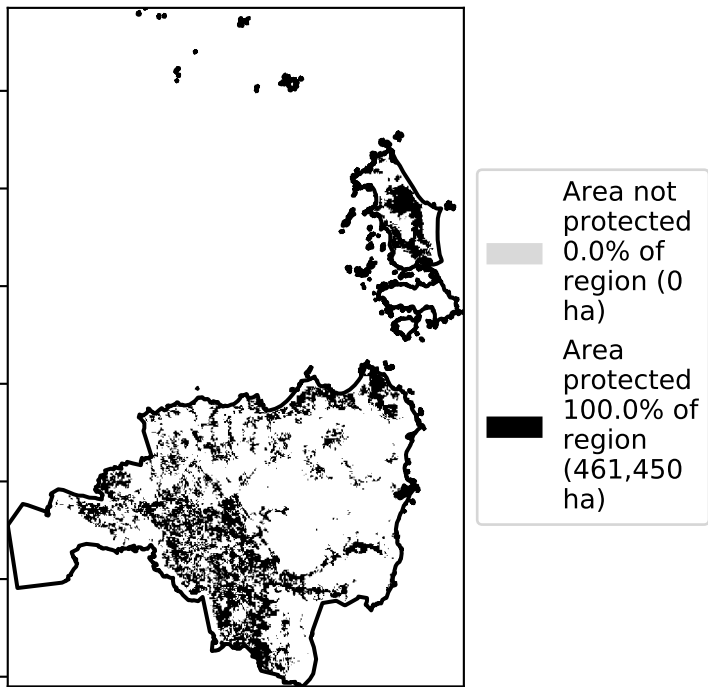 Area not
protected
0.0% of
region (0
ha)
Area
protected
100.0% of
region
(461,450
ha)